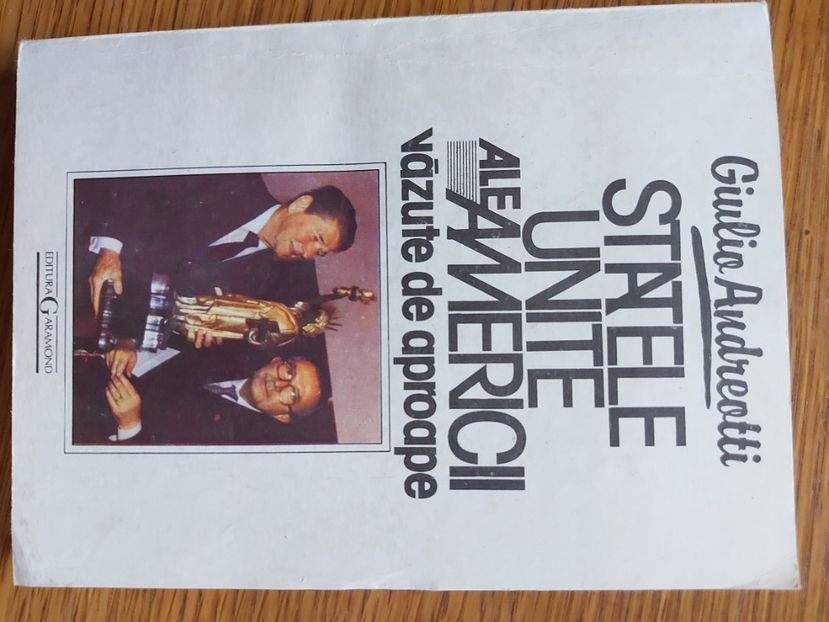 Giulio Andreotti
STATELE
UNITE
ALE
AMERICII
văzute de aproape
EDITURA GARAMOND